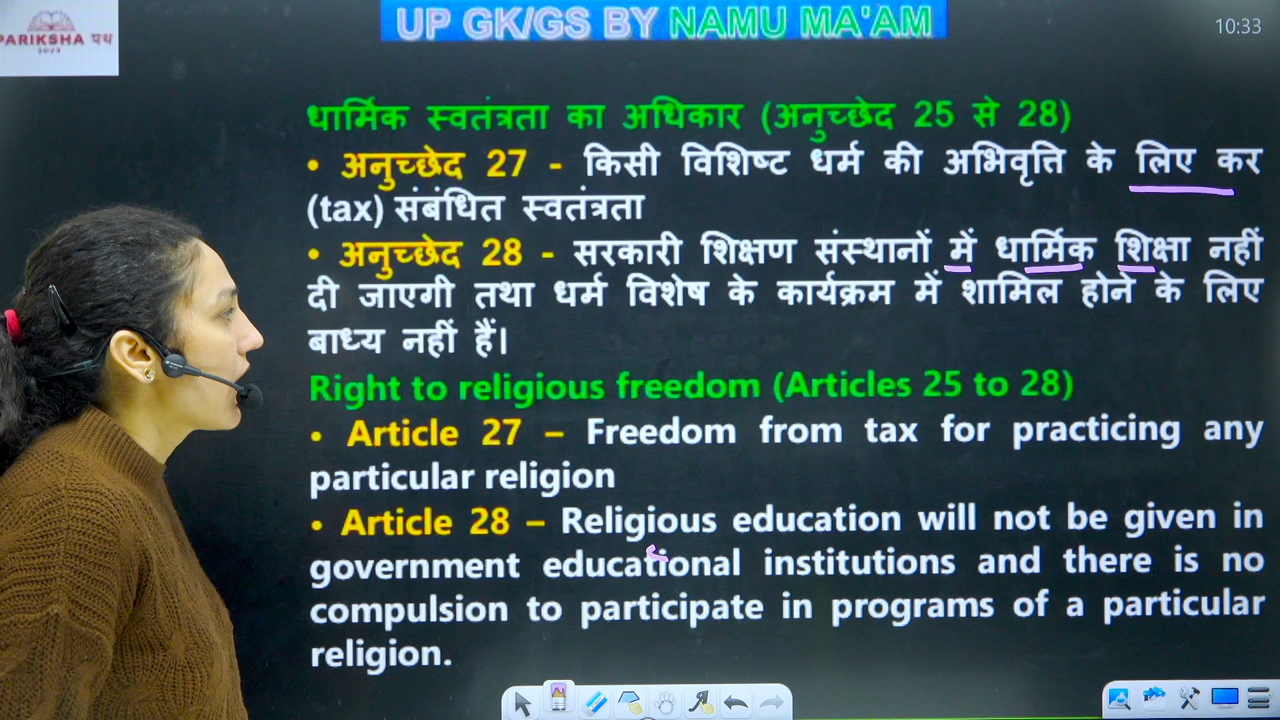 UP GK/GS BY NAMU MA'AM
10:33
PARIKSHA पथ
2023
धार्मिक स्वतंत्रता का अधिकार (अनुच्छेद 25 से 28)
• अनुच्छेद 27 - किसी विशिष्ट धर्म की अभिवृत्ति के लिए कर
(tax) संबंधित स्वतंत्रता
• अनुच्छेद 28 - सरकारी शिक्षण संस्थानों में धार्मिक शिक्षा नहीं
दी जाएगी तथा धर्म विशेष के कार्यक्रम में शामिल होने के लिए
बाध्य नहीं हैं।
Right to religious freedom (Articles 25 to 28)
• Article 27 – Freedom from tax for practicing any
particular religion
• Article 28 – Religious education will not be given in
government educational institutions and there is no
compulsion to participate in programs of a particular
religion.